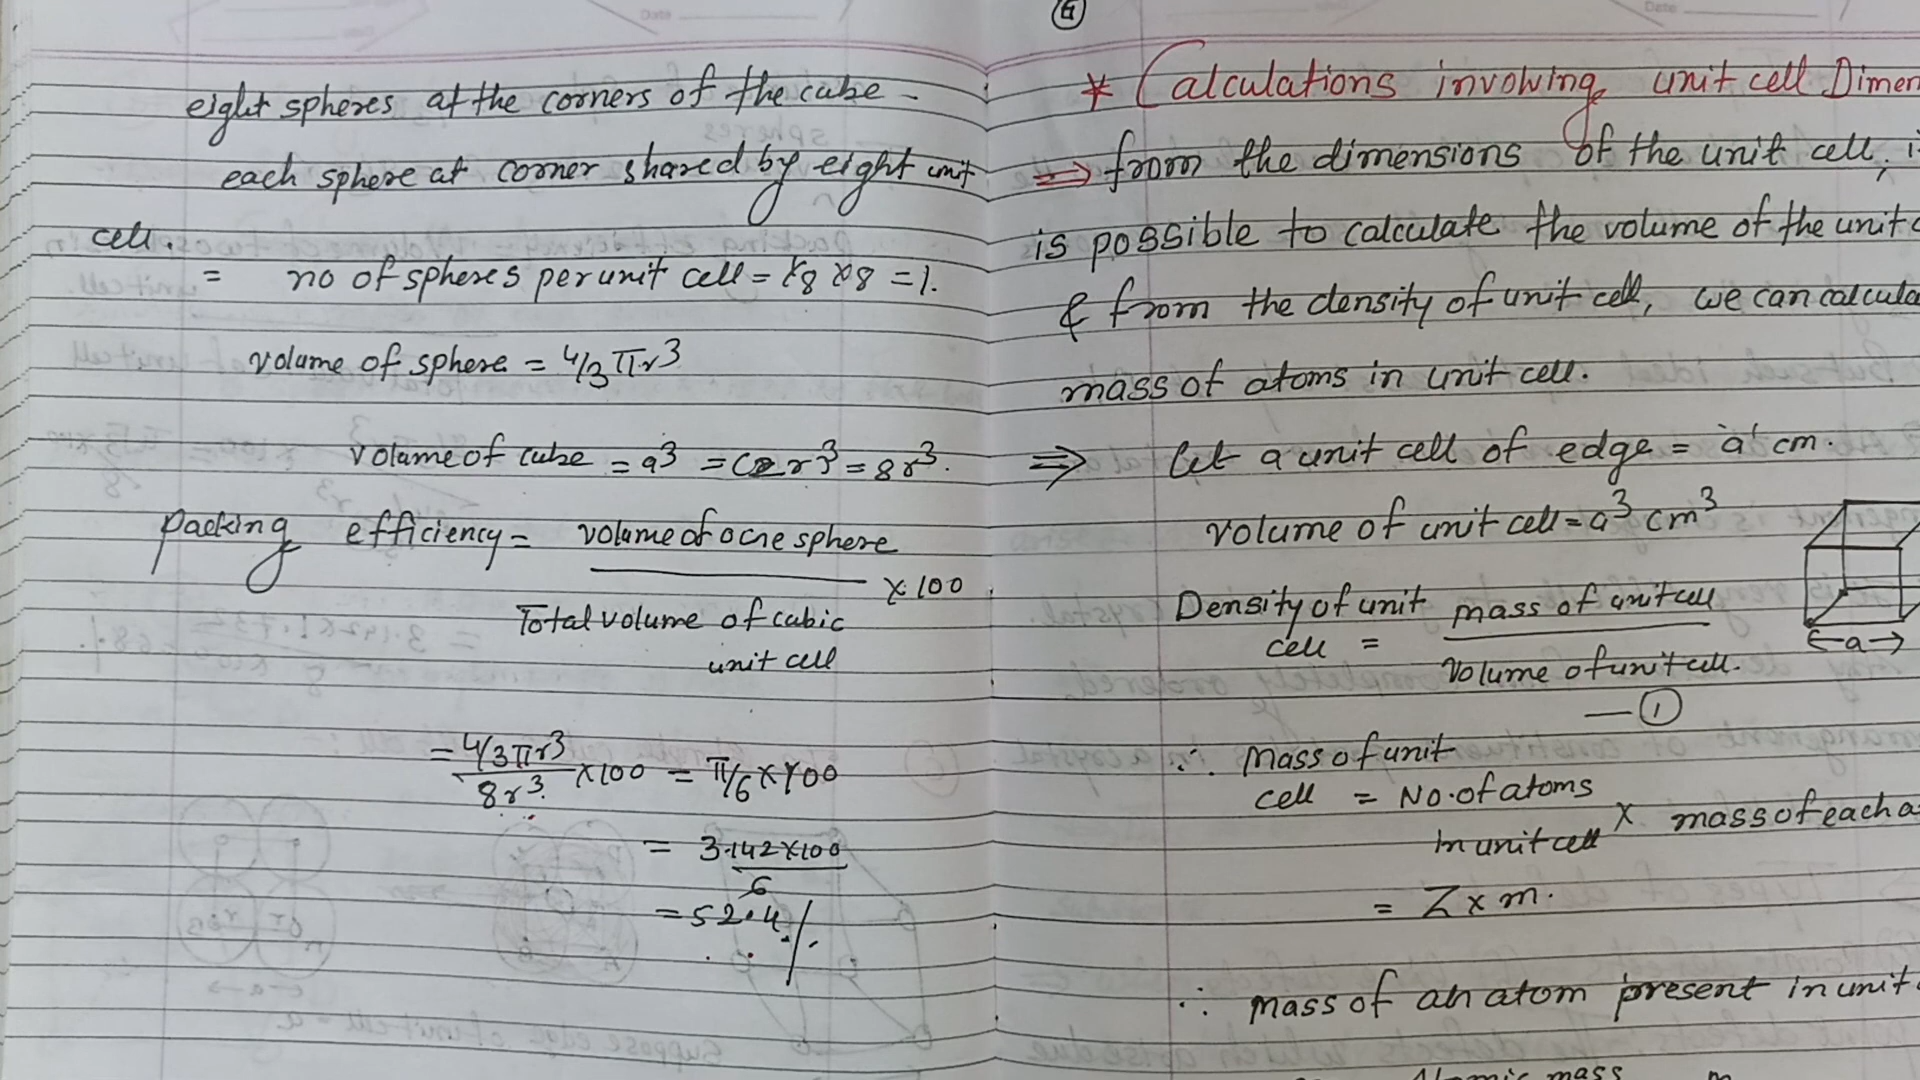 eight spheres at the corners of the cube -
each sphere at corner shared by eight unit
cell.
= no of spheres per unit cell = 1/8 x 8 = 1.
volume of sphere = 4/3 πr³
volume of cube = a³ = (2r)³ = 8r³.
packing efficiency = volume of one sphere
x 100
Total volume of cubic
unit cell
= 4/3πr³
8r³ x100 = π/6 x 100
= 3.142x100
6
= 52.4%
* Calculations involving unit cell Dimen
⇒ from the dimensions of the unit cell, i
is possible to calculate the volume of the unit c
& from the density of unit cell, we can calcula
mass of atoms in unit cell.
⇒ let a unit cell of edge = 'a' cm.
volume of unit cell = a³ cm³
Density of unit cell = mass of unit cell
Volume of unit cell.
— ①
←a→
∴ Mass of unit
cell = No. of atoms
in unit cell x mass of each a
= Z x m.
∴ mass of an atom present in unit
Atomic mass m